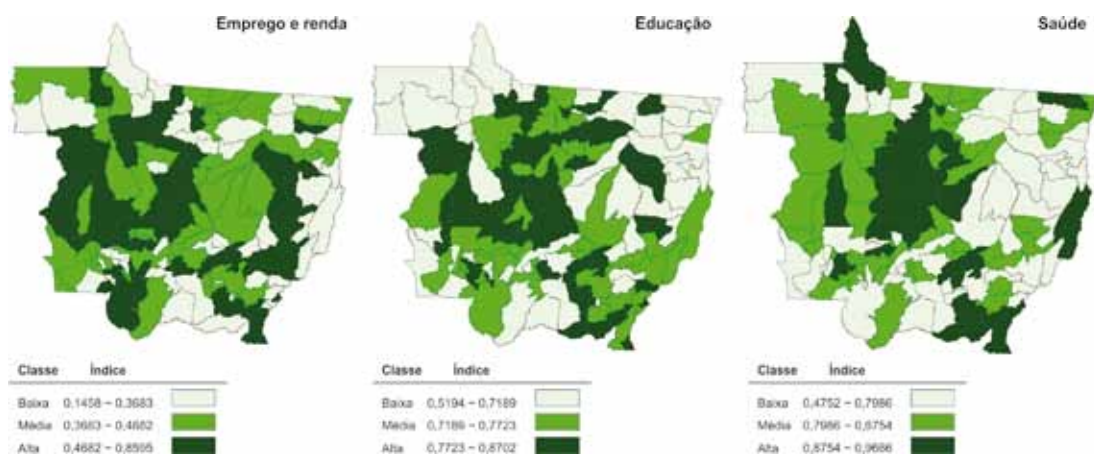 Emprego e renda
Educação
Saúde
Classe Índice
Baixa 0,1458 – 0,3683
Média 0,3683 – 0,4682
Alta 0,4682 – 0,8595
Classe Índice
Baixa 0,5194 – 0,7189
Média 0,7189 – 0,7723
Alta 0,7723 – 0,8702
Classe Índice
Baixa 0,4752 – 0,7986
Média 0,7986 – 0,8754
Alta 0,8754 – 0,9666